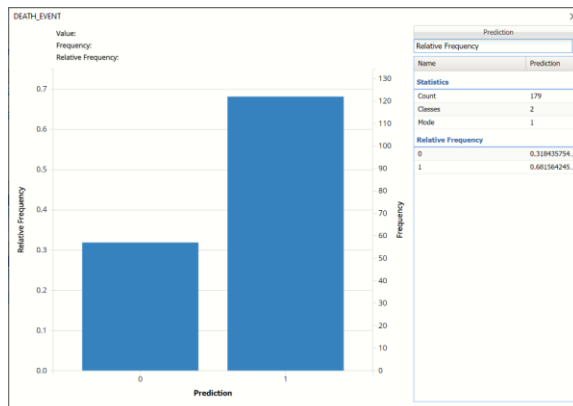 DEATH_EVENT
Value:
Frequency:
Relative Frequency:
Relative Frequency
0.7
0.6
0.5
0.4
0.3
0.2
0.1
0.0
130
120
110
100
90
80
70
60
50
40
30
20
10
0
Frequency
0 1
Prediction
Prediction
Relative Frequency
Name Prediction
Statistics
Count 179
Classes 2
Mode 1
Relative Frequency
0 0.318435754..
1 0.681564245..